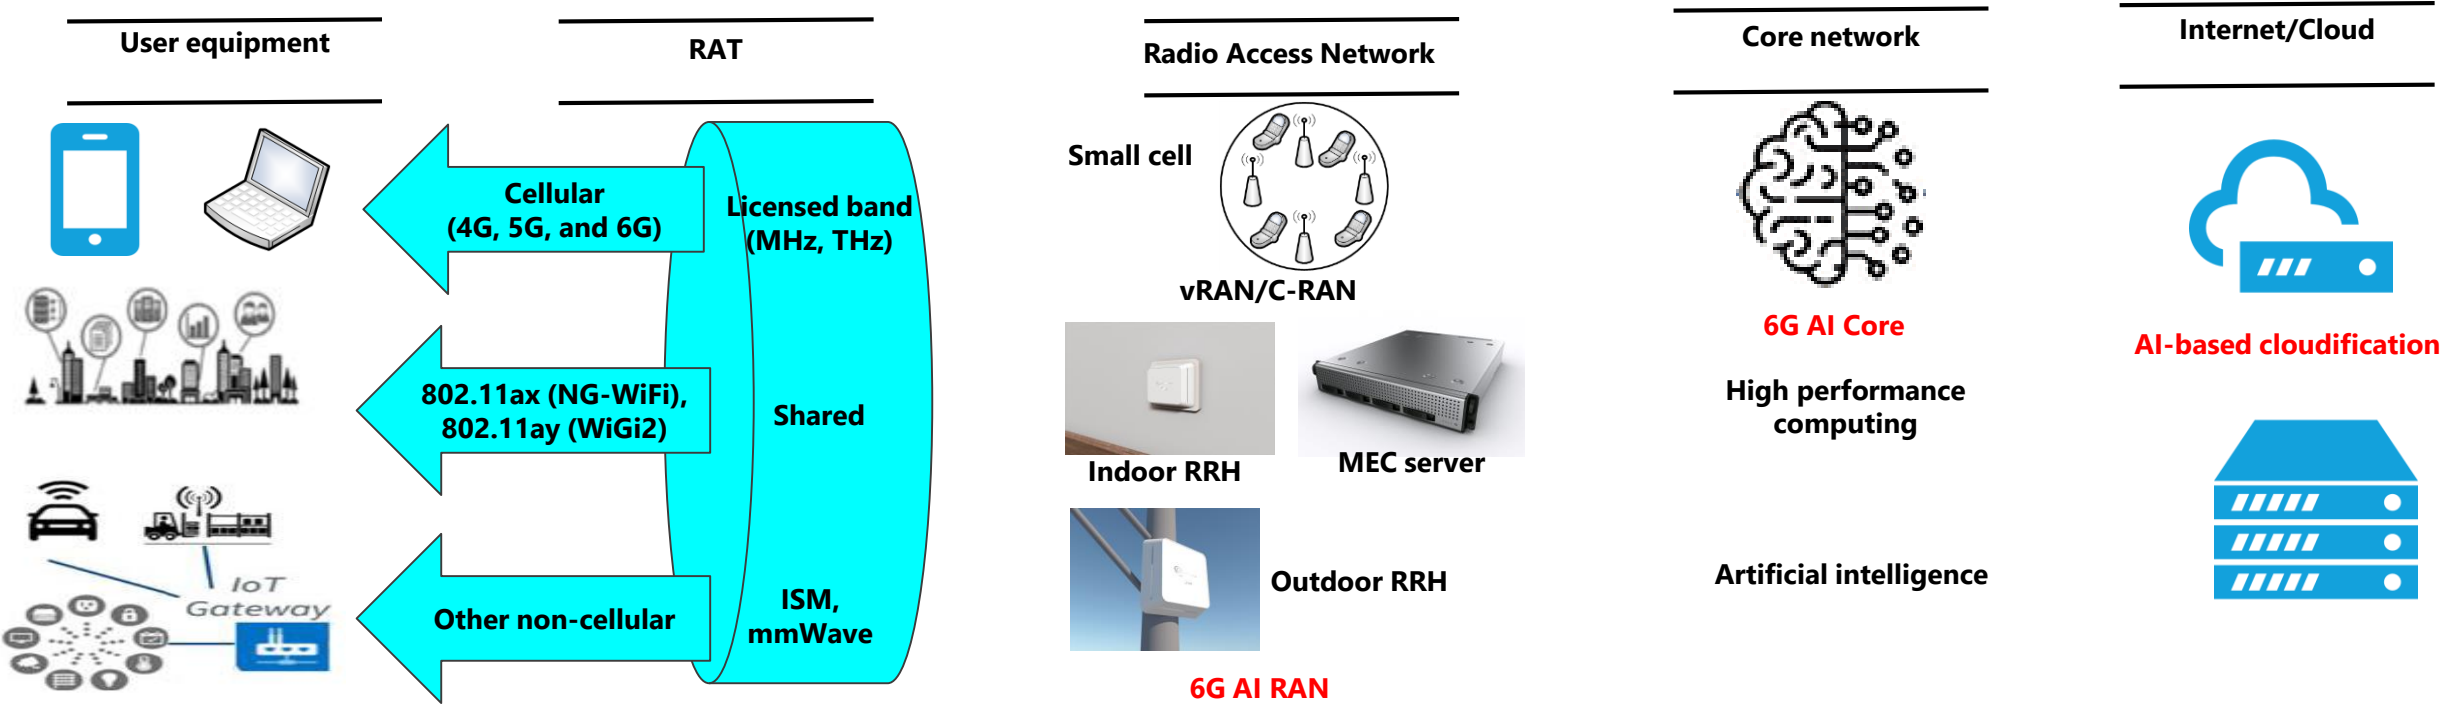 User equipment
RAT
Radio Access Network
Core network
Internet/Cloud
Cellular
(4G, 5G, and 6G)
Licensed band
(MHz, THz)
802.11ax (NG-WiFi),
802.11ay (WiGi2)
Shared
Other non-cellular
ISM,
mmWave
IoT
Gateway
Small cell
vRAN/C-RAN
Indoor RRH
MEC server
Outdoor RRH
6G AI RAN
6G AI Core
High performance
computing
Artificial intelligence
AI-based cloudification